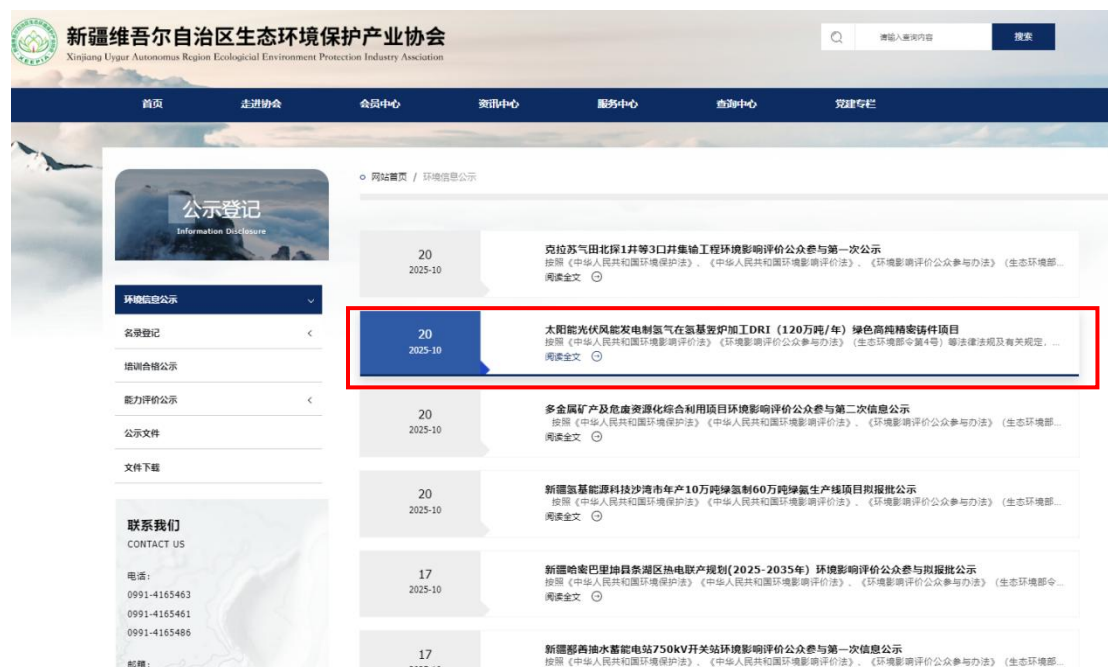 新疆维吾尔自治区生态环境保护产业协会
Xinjiang Uygur Autonomus Region Ecologicial Environment Protection Industry Assciation
KEEPIA
请输入查询内容
搜索
首页 走进协会 会员中心 资讯中心 服务中心 查询中心 党建专栏
公示登记
Information Disclosure
环境信息公示
名录登记
培训合格公示
能力评价公示
公示文件
文件下载
联系我们
CONTACT US
电话:
0991-4165463
0991-4165461
0991-4165486
邮箱:
网站首页 / 环境信息公示
20
2025-10
克拉苏气田北探1井等3口井集输工程环境影响评价公众参与第一次公示
按照《中华人民共和国环境保护法》、《中华人民共和国环境影响评价法》、《环境影响评价公众参与办法》(生态环境部...
阅读全文
20
2025-10
太阳能光伏风能发电制氢气在氢基竖炉加工DRI(120万吨/年)绿色高纯精密铸件项目
按照《中华人民共和国环境影响评价法》《环境影响评价公众参与办法》(生态环境部令第4号)等法律法规及有关规定，...
阅读全文
20
2025-10
多金属矿产及危废资源化综合利用项目环境影响评价公众参与第二次信息公示
按照《中华人民共和国环境保护法》《中华人民共和国环境影响评价法》、《环境影响评价公众参与办法》(生态环境部...
阅读全文
20
2025-10
新疆氢基能源科技沙湾市年产10万吨绿氢制60万吨绿氨生产线项目拟报批公示
按照《中华人民共和国环境保护法》《中华人民共和国环境影响评价法》、《环境影响评价公众参与办法》(生态环境部...
阅读全文
17
2025-10
新疆哈密巴里坤县条湖区热电联产规划(2025-2035年)环境影响评价公众参与拟报批公示
按照《中华人民共和国环境保护法》《中华人民共和国环境影响评价法》、《环境影响评价公众参与办法》(生态环境部令...
阅读全文
17
新疆鄯善抽水蓄能电站750kV开关站环境影响评价公众参与第一次信息公示
按照《中华人民共和国环境保护法》、《中华人民共和国环境影响评价法》、《环境影响评价公众参与办法》(生态环境部...